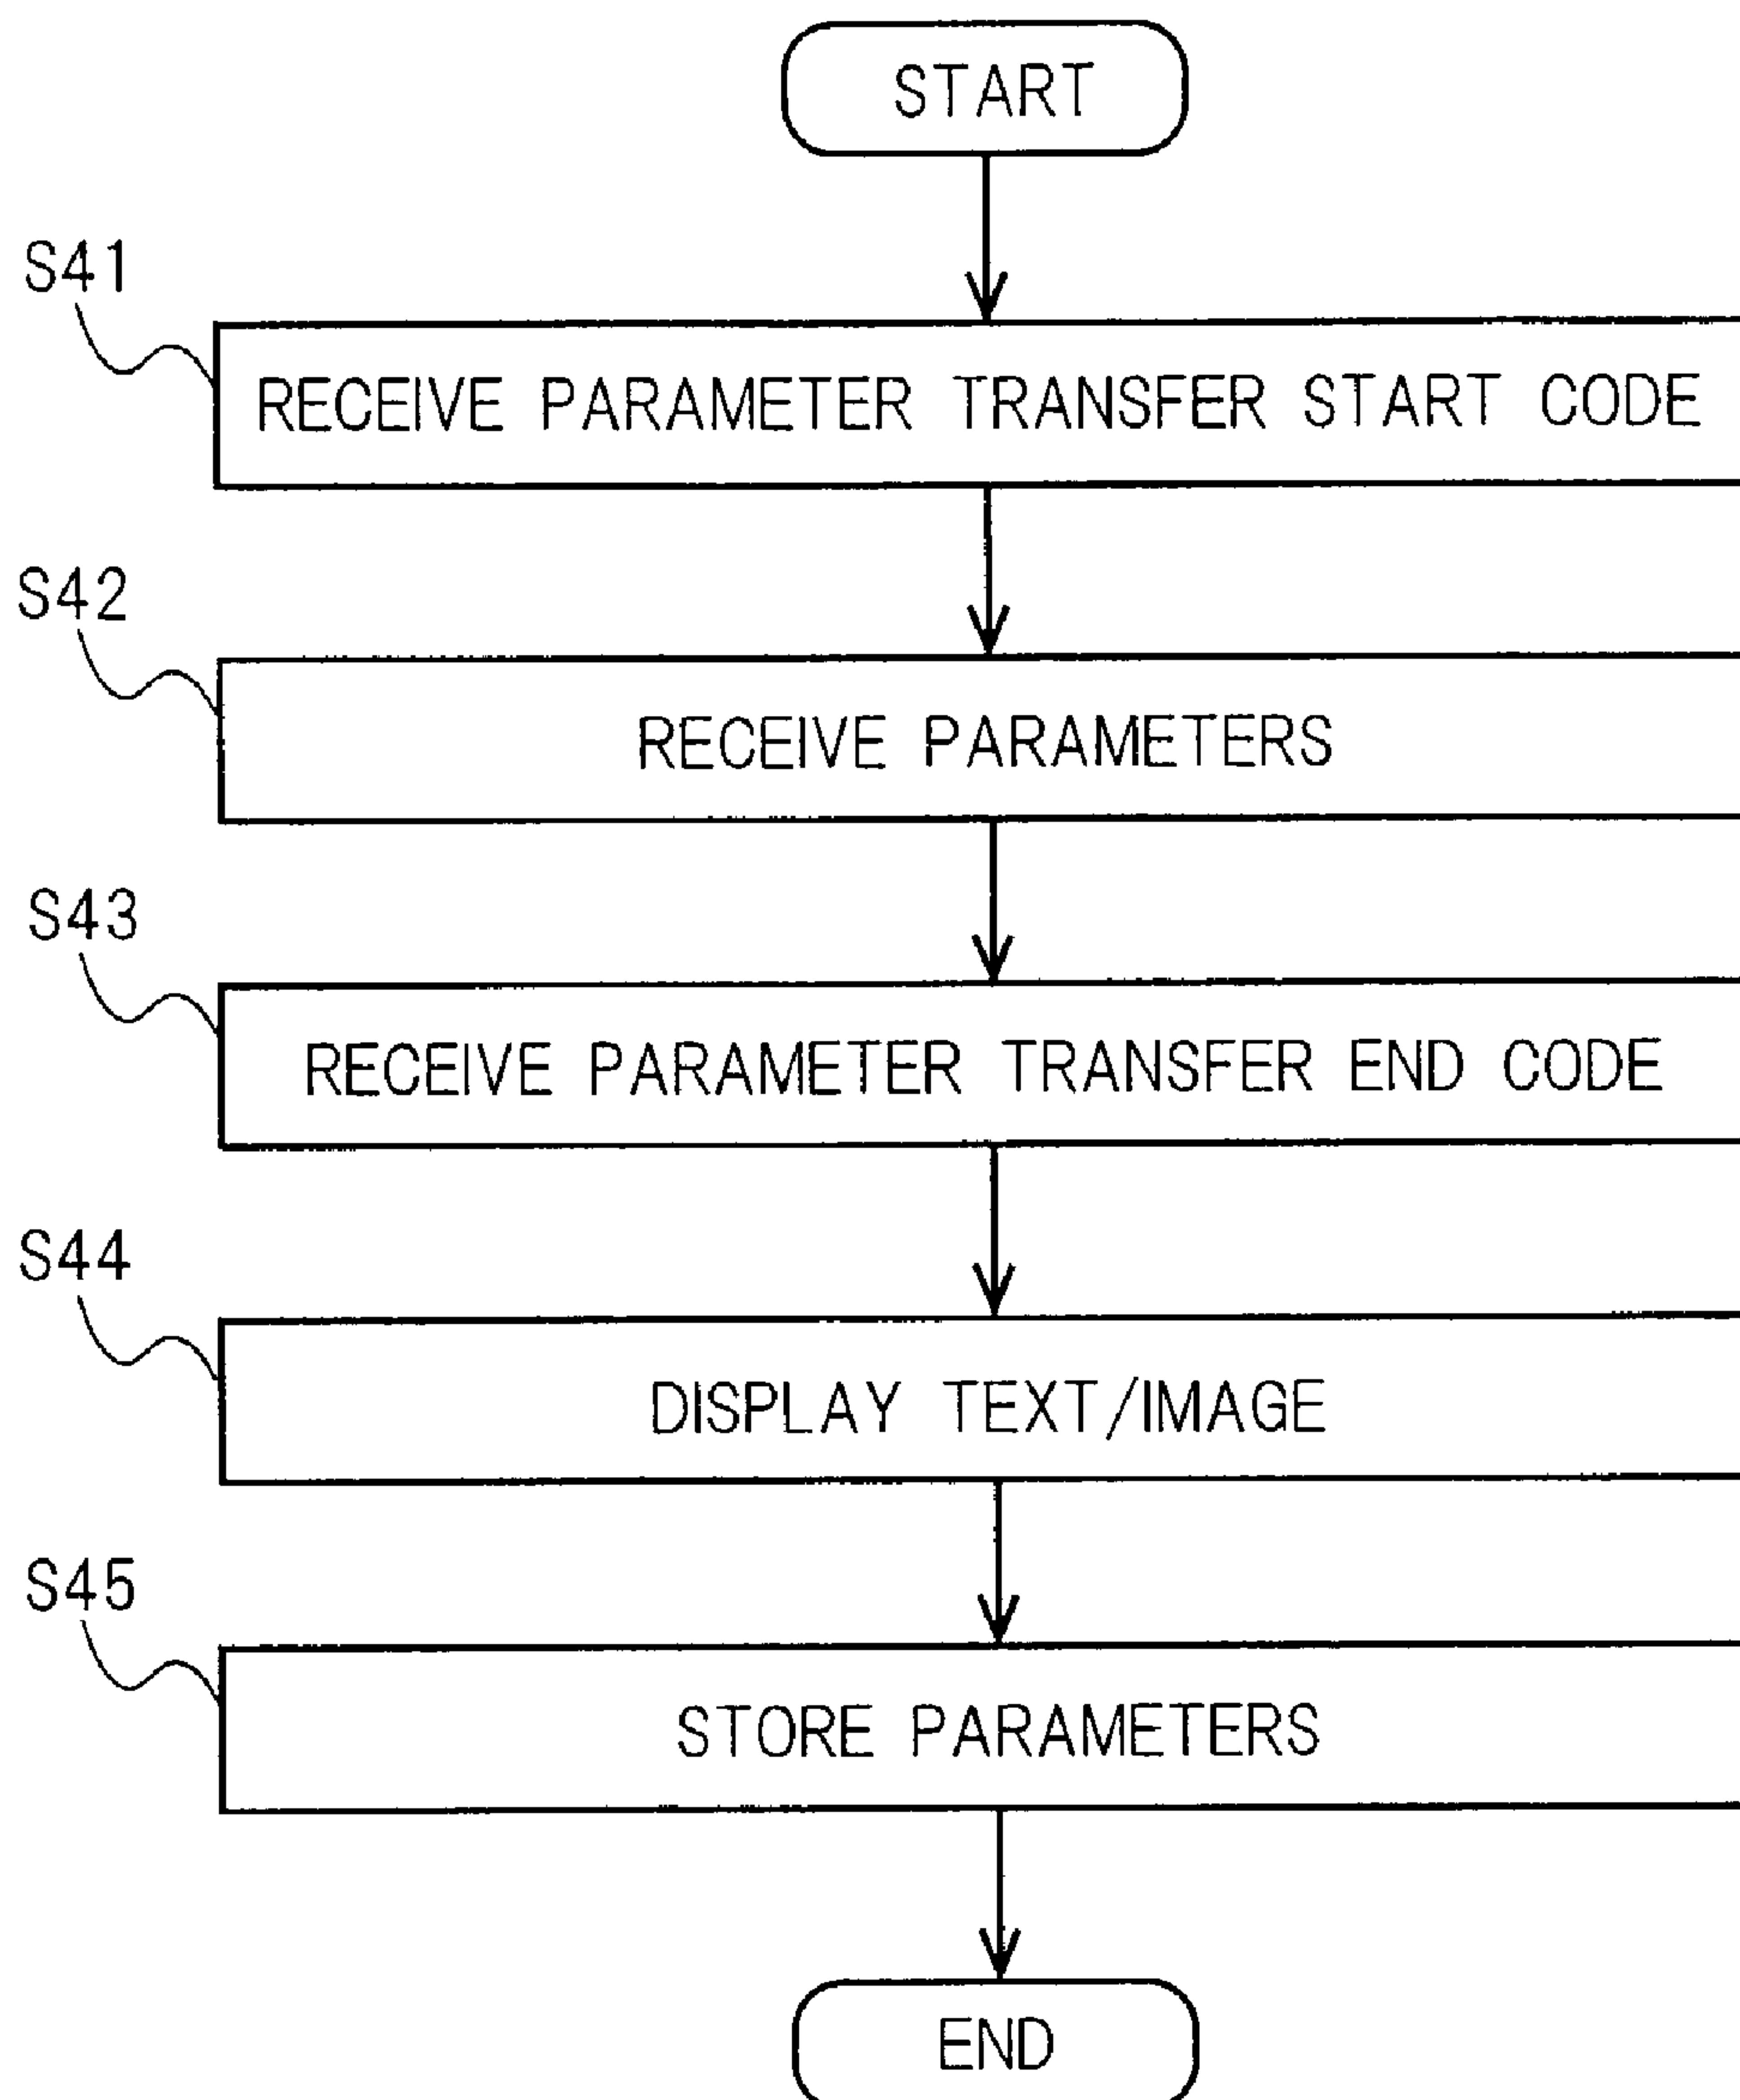 START
S41
RECEIVE PARAMETER TRANSFER START CODE
S42
RECEIVE PARAMETERS
S43
RECEIVE PARAMETER TRANSFER END CODE
S44
DISPLAY TEXT/IMAGE
S45
STORE PARAMETERS
END